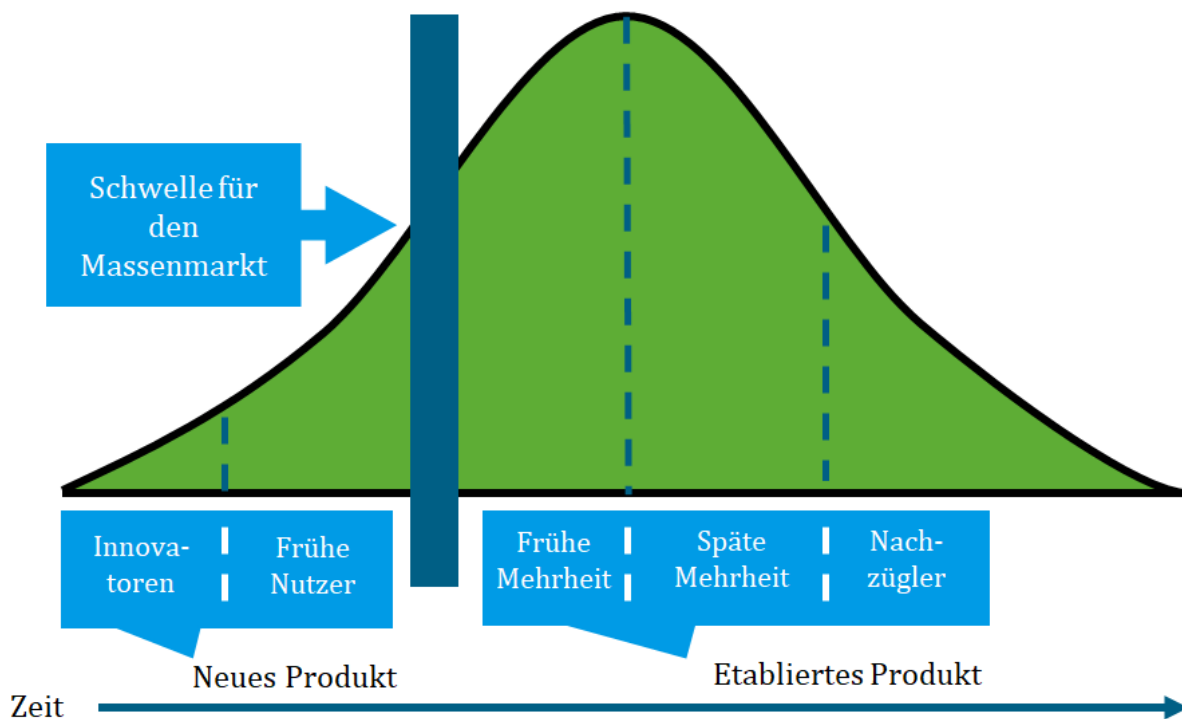 Schwelle für
den
Massenmarkt
Innova-
toren
Frühe
Nutzer
Frühe
Mehrheit
Späte
Mehrheit
Nach-
zügler
Neues Produkt
Etabliertes Produkt
Zeit